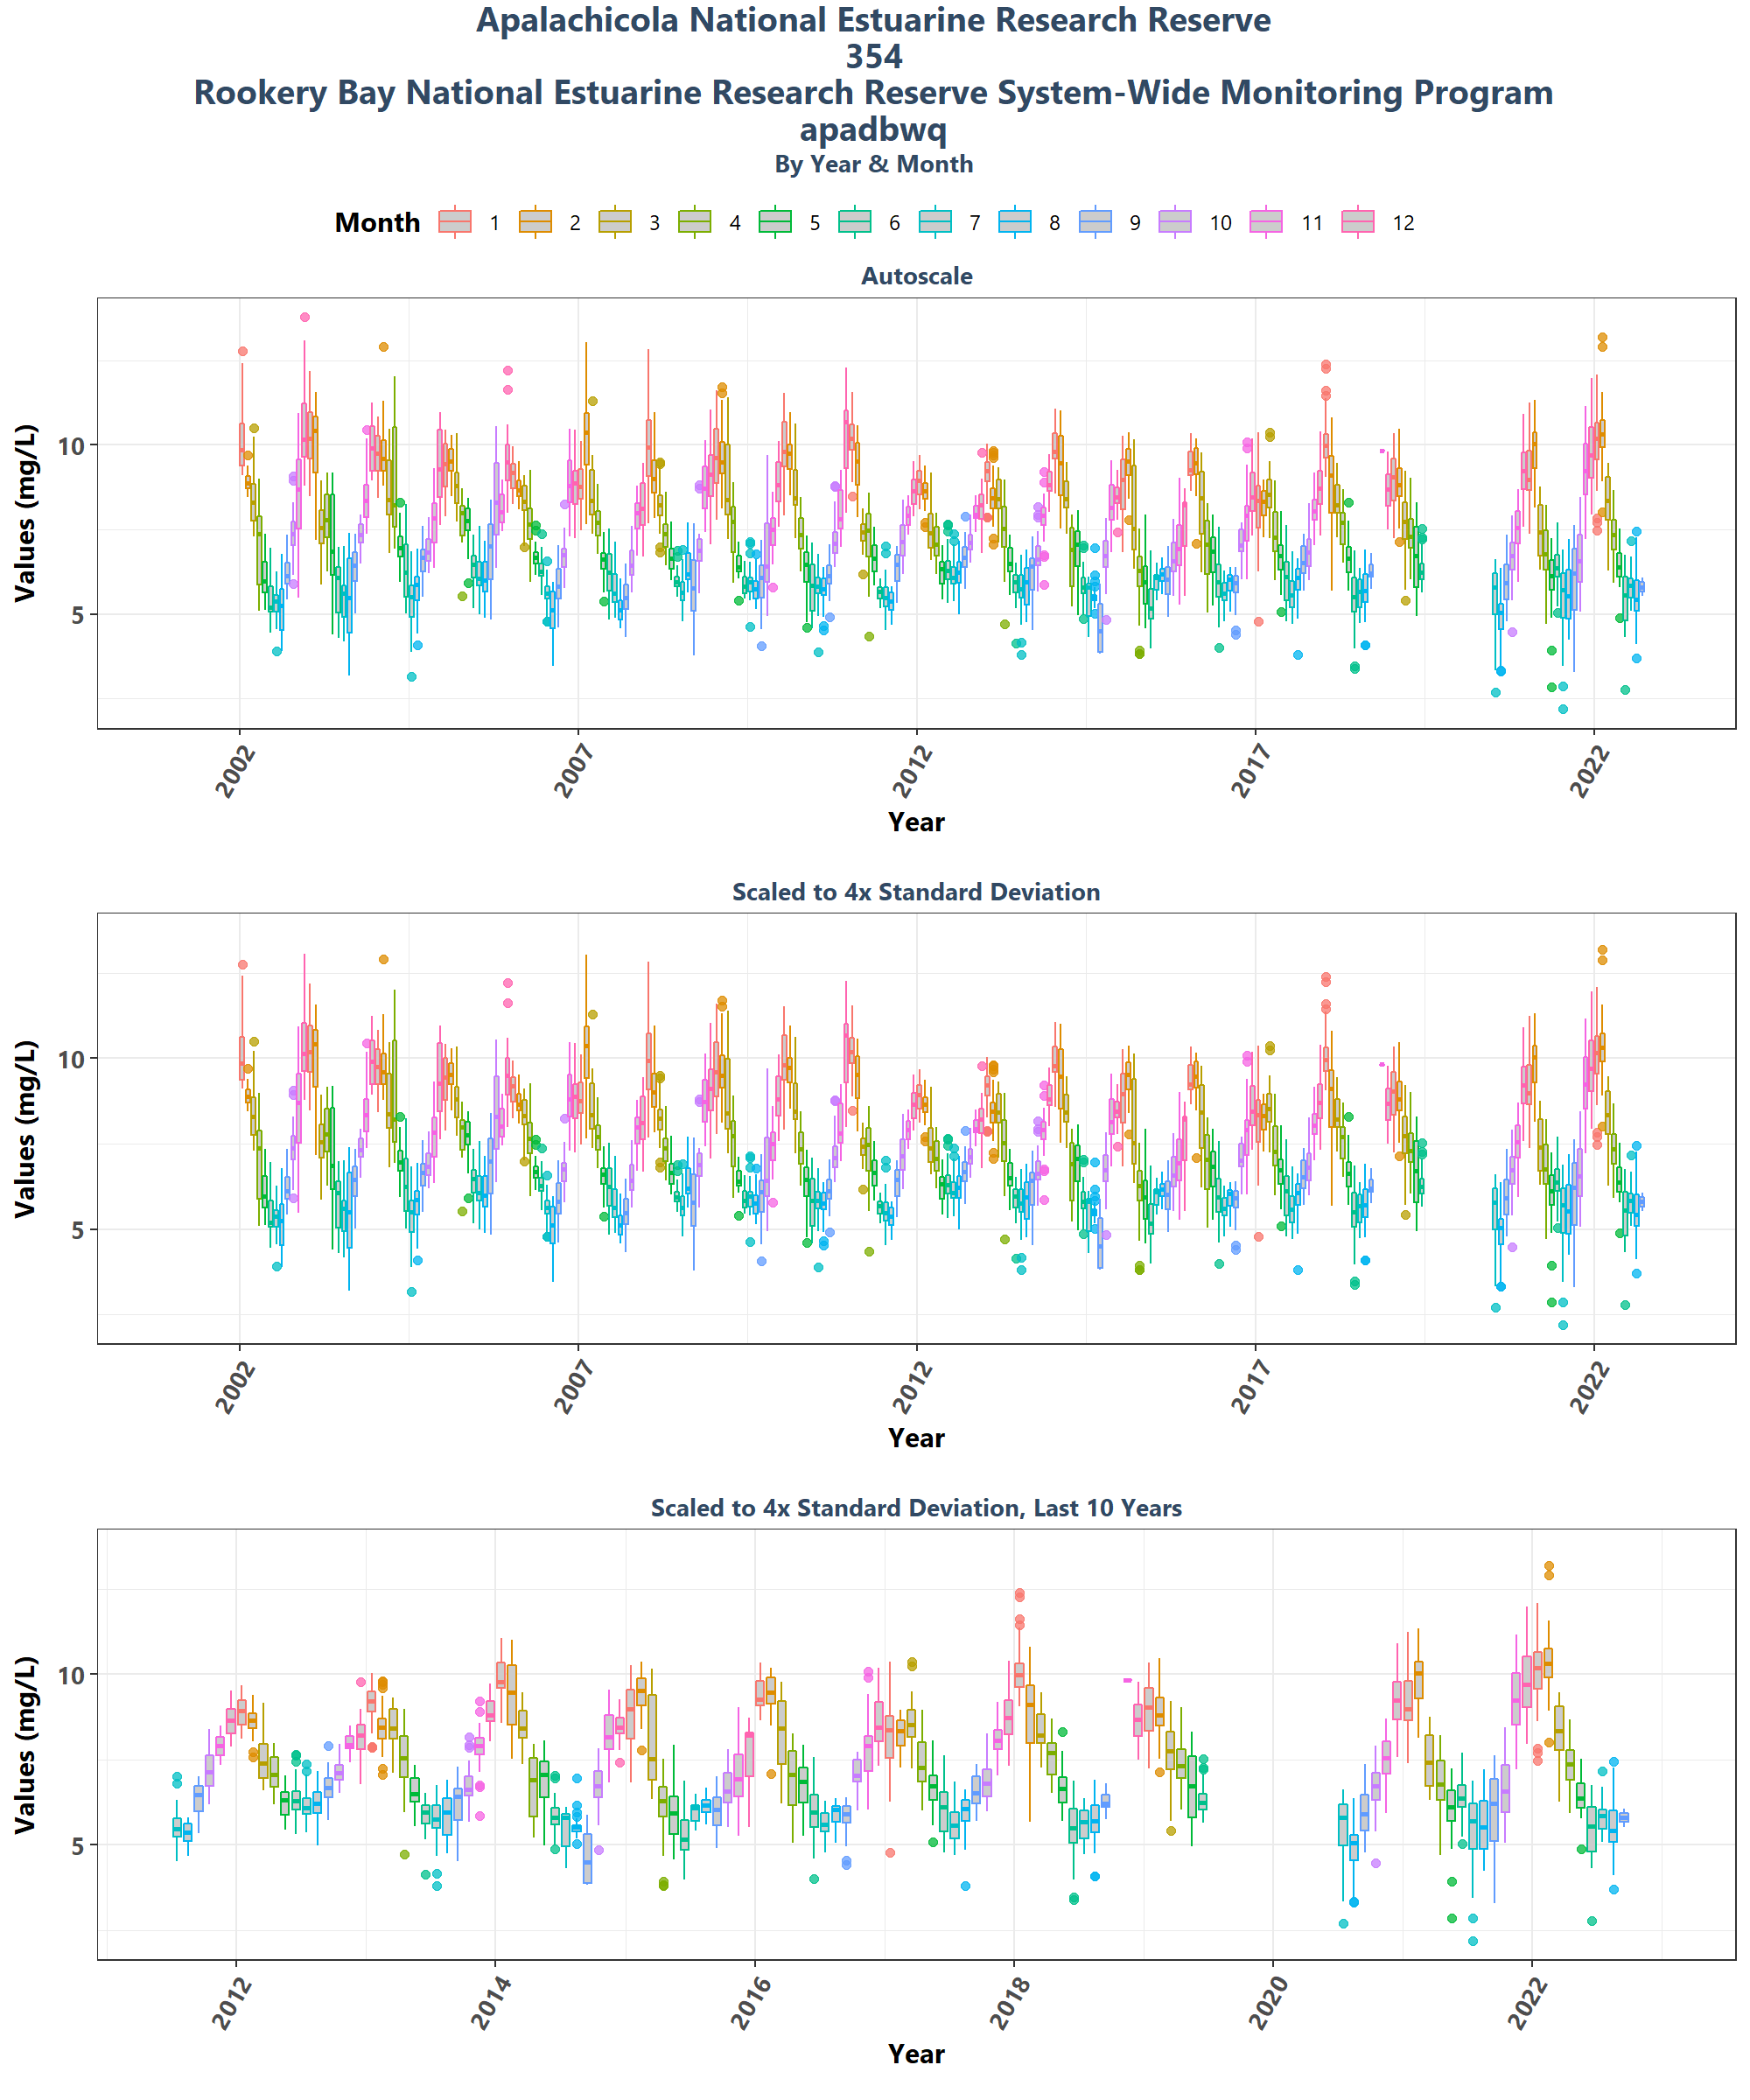 Apalachicola National Estuarine Research Reserve
354
Rookery Bay National Estuarine Research Reserve System-Wide Monitoring Program
apadbwq
By Year & Month
Month 1 2 3 4 5 6 7 8 9 10 11 12
Autoscale
Values (mg/L)
10
5
2002 2007 2012 2017 2022
Year
Scaled to 4x Standard Deviation
Values (mg/L)
10
5
2002 2007 2012 2017 2022
Year
Scaled to 4x Standard Deviation, Last 10 Years
Values (mg/L)
10
5
2012 2014 2016 2018 2020 2022
Year